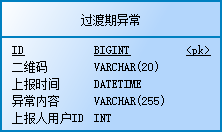 过渡期异常
ID BIGINT <pk>
二维码 VARCHAR(20)
上报时间 DATETIME
异常内容 VARCHAR(255)
上报人用户ID INT